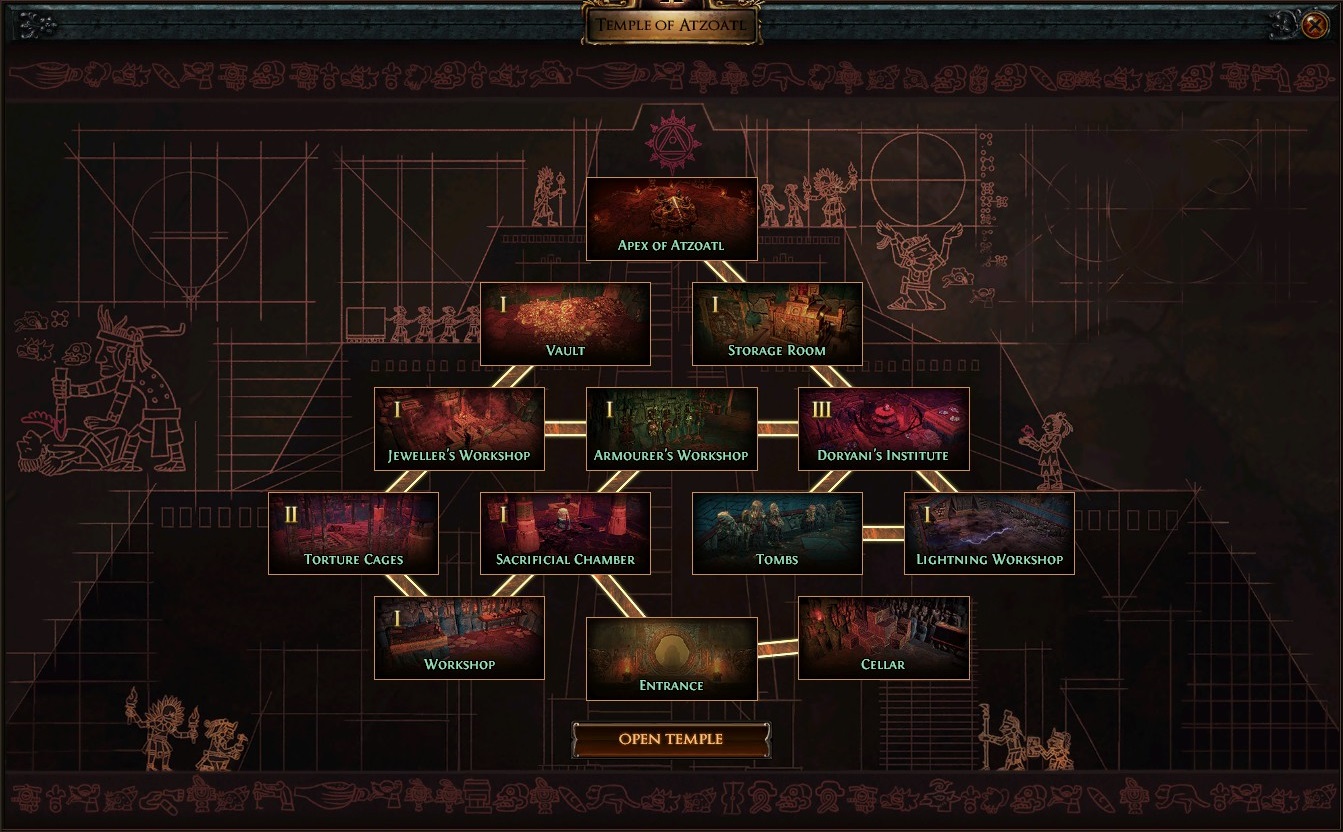 Temple of Atzoatl
Apex of Atzoatl
I
Vault
I
Storage Room
I
Jeweller's Workshop
I
Armourer's Workshop
III
Doryani's Institute
II
Torture Cages
I
Sacrificial Chamber
Tombs
I
Lightning Workshop
I
Workshop
Entrance
Cellar
OPEN TEMPLE